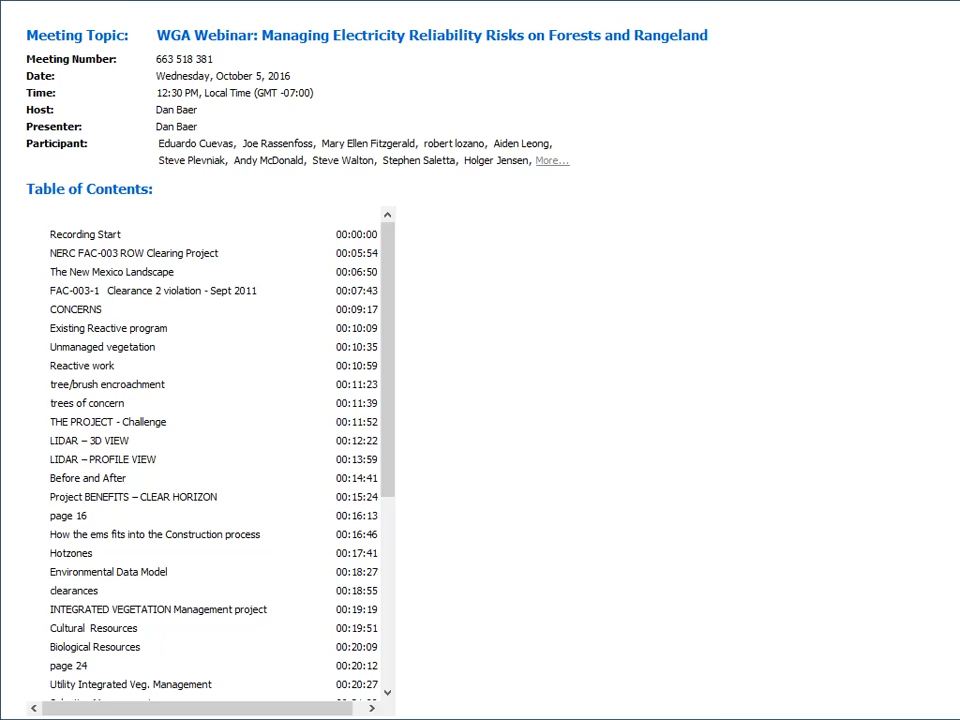 Meeting Topic: WGA Webinar: Managing Electricity Reliability Risks on Forests and Rangeland
Meeting Number: 663 518 381
Date: Wednesday, October 5, 2016
Time: 12:30 PM, Local Time (GMT -07:00)
Host: Dan Baer
Presenter: Dan Baer
Participant: Eduardo Cuevas, Joe Rassenfoss, Mary Ellen Fitzgerald, robert lozano, Aiden Leong,
Steve Plevniak, Andy McDonald, Steve Walton, Stephen Saletta, Holger Jensen, More...
Table of Contents:
Recording Start 00:00:00
NERC FAC-003 ROW Clearing Project 00:05:54
The New Mexico Landscape 00:06:50
FAC-003-1 Clearance 2 violation - Sept 2011 00:07:43
CONCERNS 00:09:17
Existing Reactive program 00:10:09
Unmanaged vegetation 00:10:35
Reactive work 00:10:59
tree/brush encroachment 00:11:23
trees of concern 00:11:39
THE PROJECT - Challenge 00:11:52
LIDAR – 3D VIEW 00:12:22
LIDAR – PROFILE VIEW 00:13:59
Before and After 00:14:41
Project BENEFITS – CLEAR HORIZON 00:15:24
page 16 00:16:13
How the ems fits into the Construction process 00:16:46
Hotzones 00:17:41
Environmental Data Model 00:18:27
clearances 00:18:55
INTEGRATED VEGETATION Management project 00:19:19
Cultural Resources 00:19:51
Biological Resources 00:20:09
page 24 00:20:12
Utility Integrated Veg. Management 00:20:27